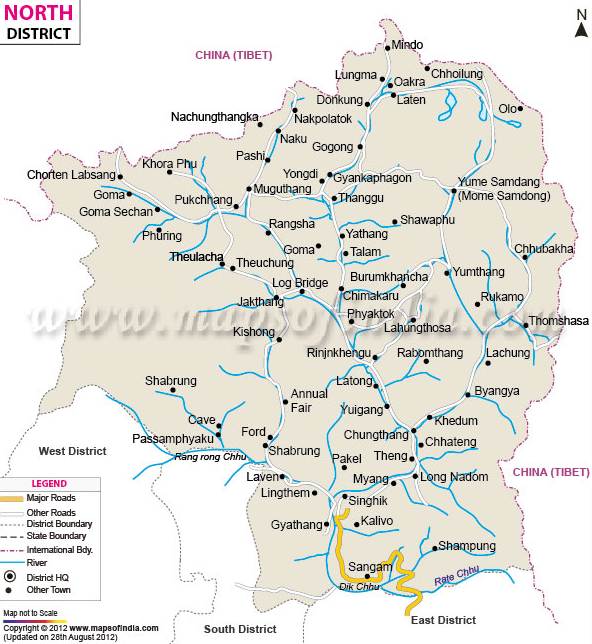 NORTH
DISTRICT
N
CHINA (TIBET)
Mindo
Lungma
Chhoilung
Oakra
Donkung
Laten
Olo
Nachungthangka
Nakpolatok
Naku
Gogong
Pashi
Khora Phu
Chorten Labsang
Yongdi
Gyankaphagon
Yume Samdang
(Mome Samdong)
Muguthang
Goma
Pukchhang
Thanggu
Goma Sechan
Shawaphu
Phuring
Rangsha
Yathang
Goma
Talam
Chhubakha
Theulacha
Theuchung
Log Bridge
Burumkhancha
Yumthang
Jakthang
Chimakaru
Rukamo
www.mapsofindia.com
Phyaktok
Lahungthosa
Thomshasa
Kishong
Rinjnkhengu
Rabomthang
Lachung
Shabrung
Latong
Annual
Fair
Byangya
Yuigang
Cave
Khedum
Passamphyaku
Ford
Chungthang
Chhateng
West District
Rang rong Chhu
Shabrung
Pakel
Theng
CHINA (TIBET)
Laven
Myang
Long Nadom
Lingthem
Singhik
Gyathang
Kalivo
Shampung
Sangam
Dik Chhu
Rate Chhu
East District
South District
LEGEND
Major Roads
Other Roads
District Boundary
State Boundary
International Bdy.
River
District HQ
Other Town
Map not to Scale
Copyright © 2012 www.mapsofindia.com
(Updated on 28th August 2012)